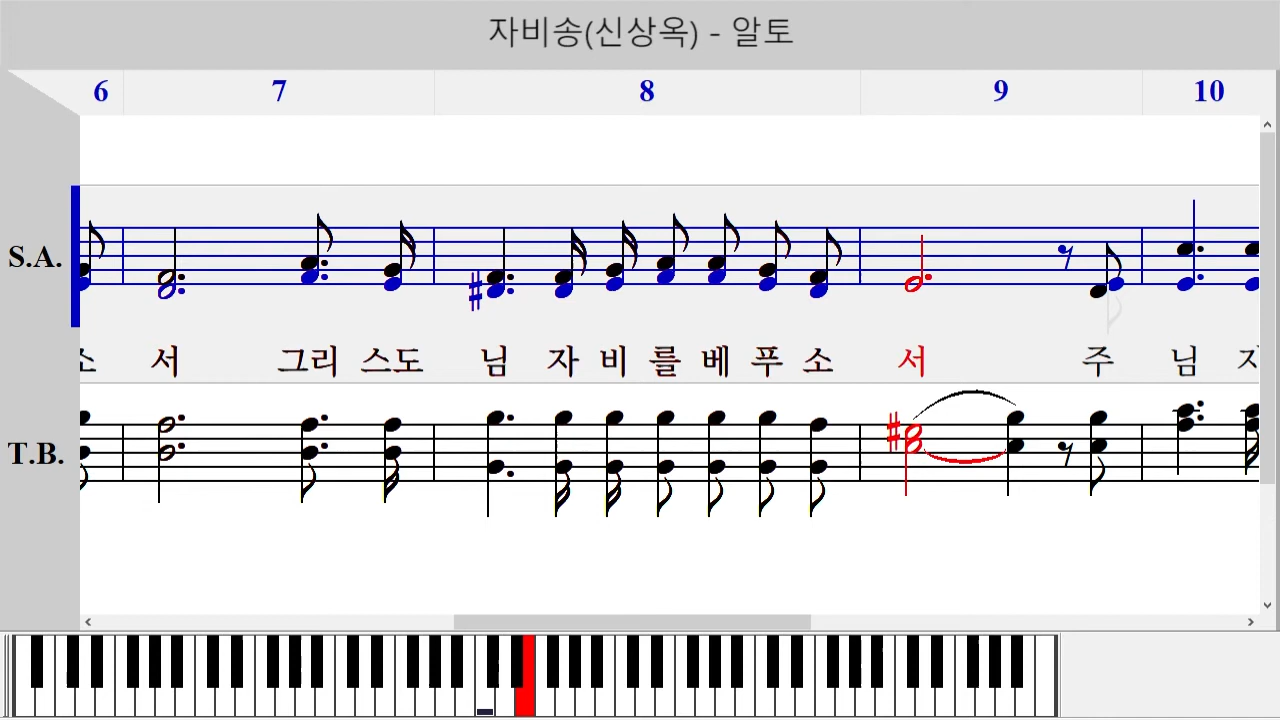 자비송(신상옥) - 알토
6 7 8 9 10
S.A.
서 그리 스도 님 자 비 를 베 푸 소 서 주 님
T.B.